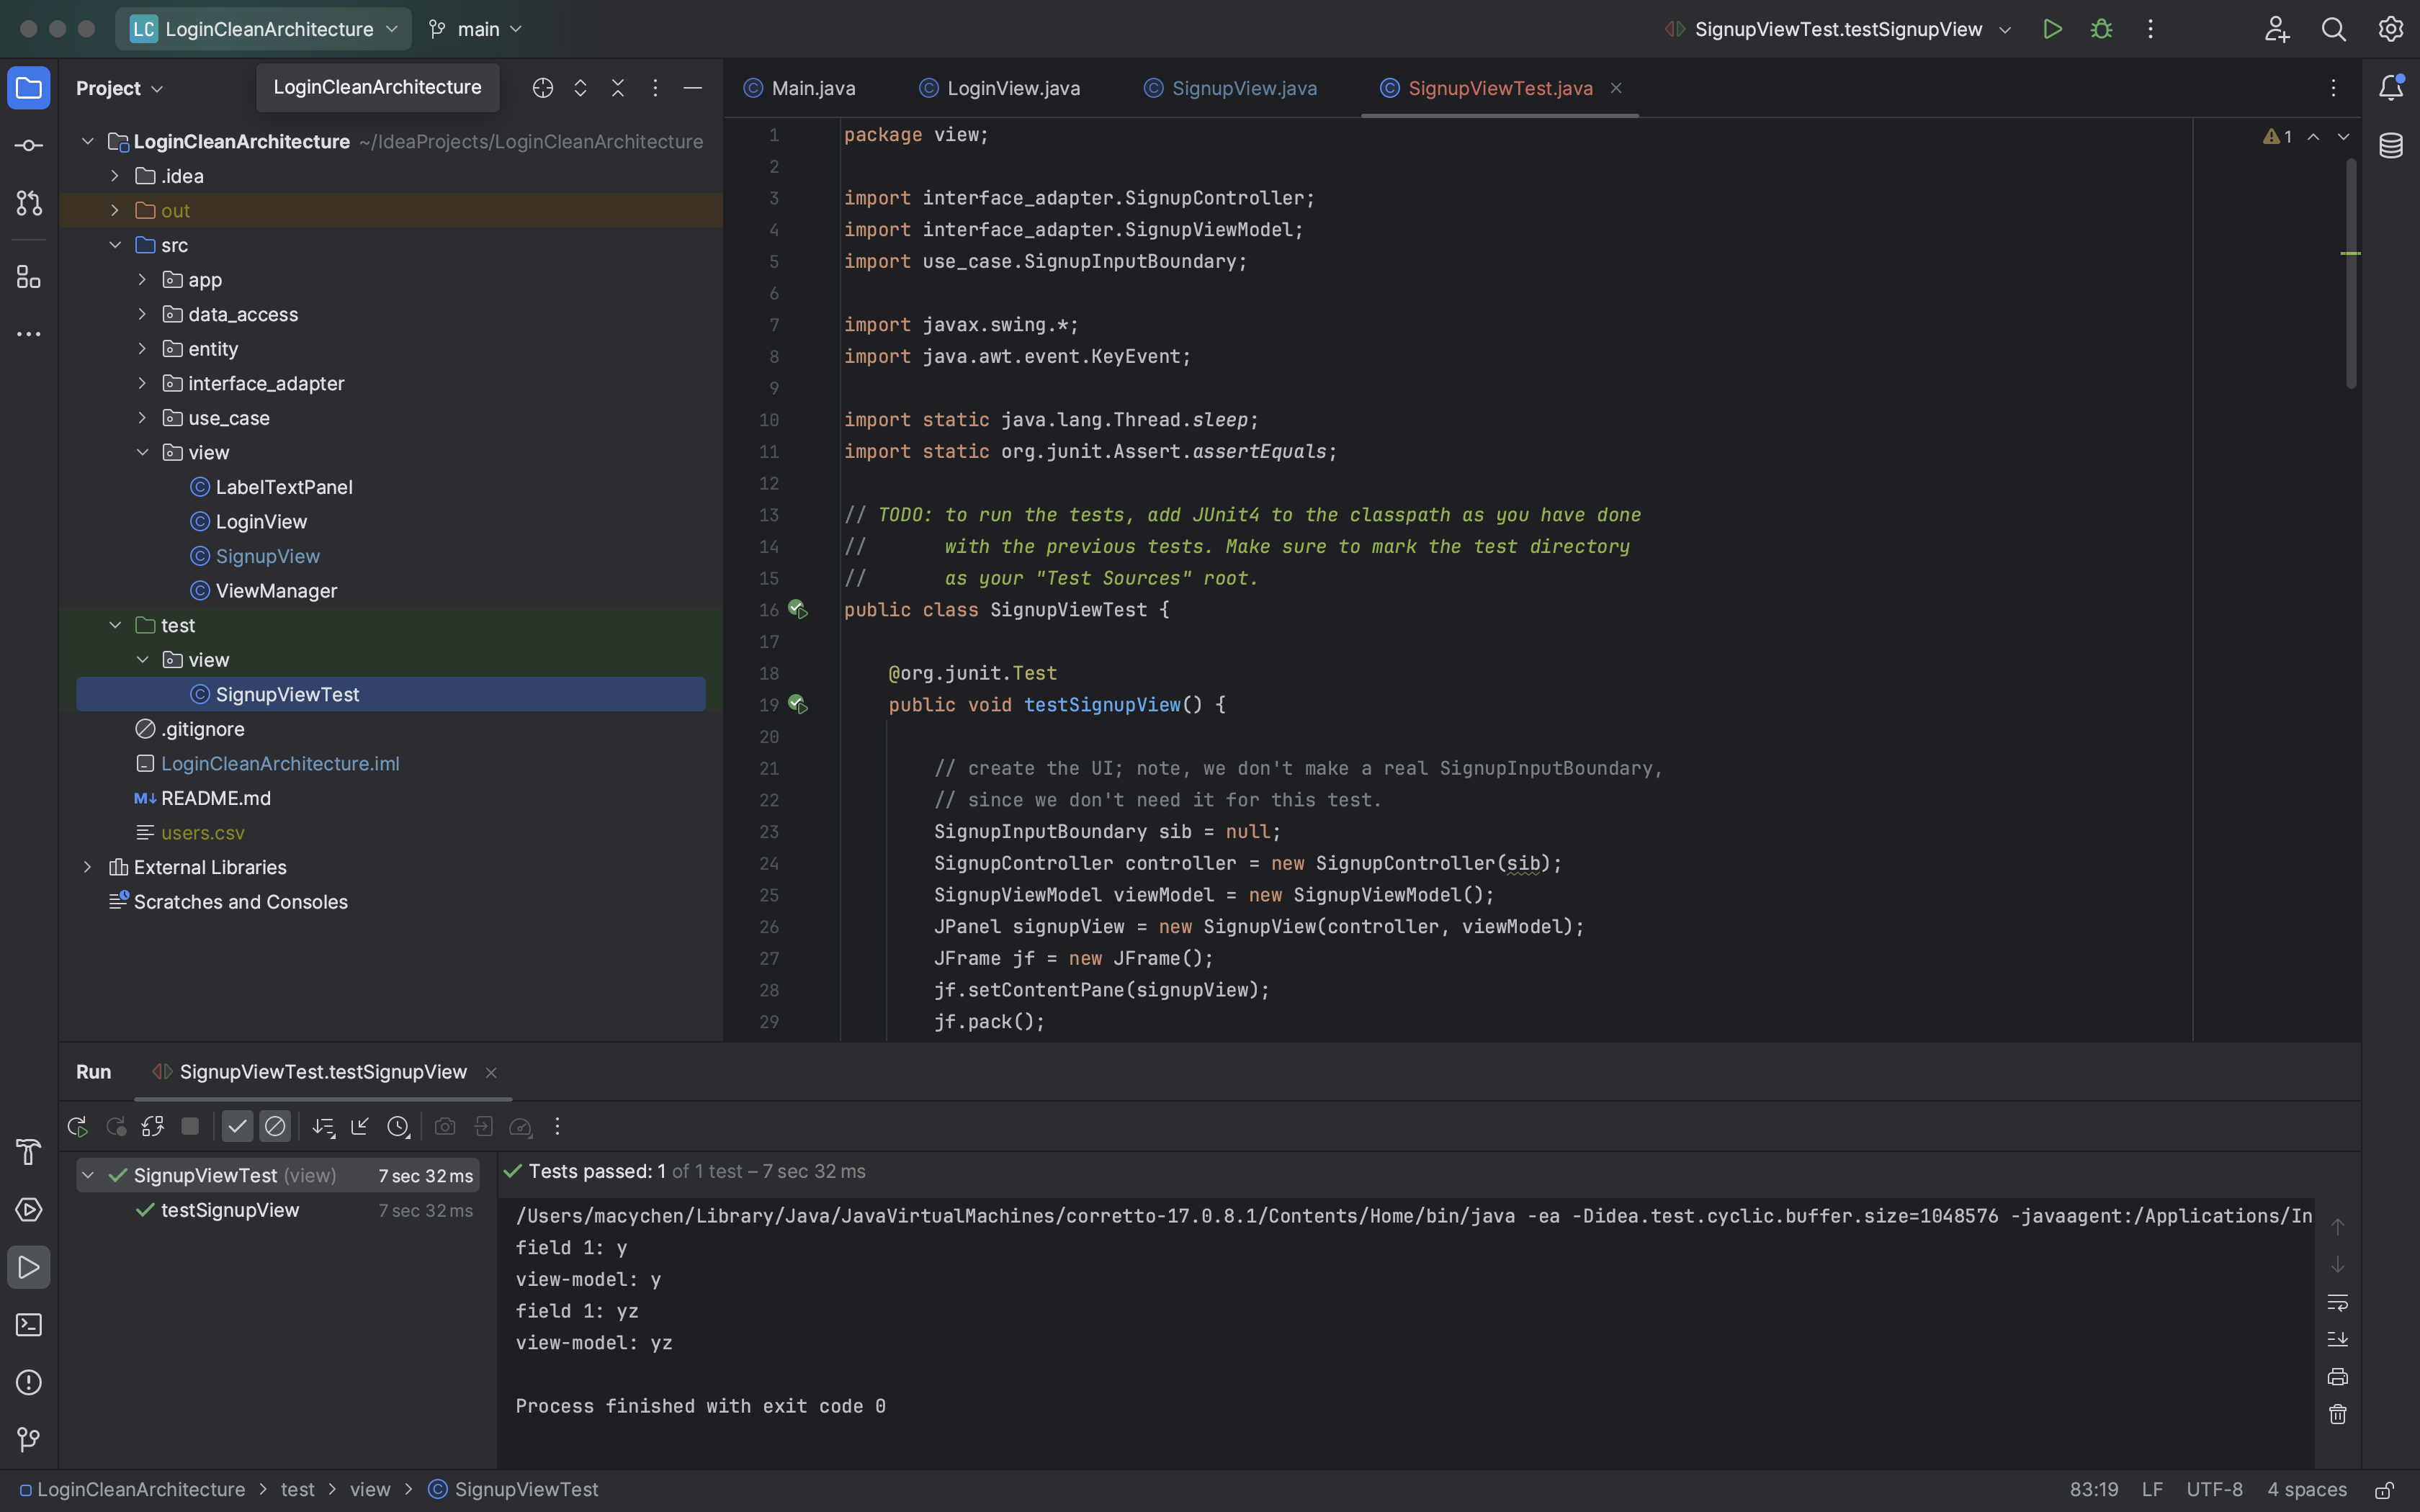 LC LoginCleanArchitecture main SignupViewTest.testSignupView
Project LoginCleanArchitecture
LoginCleanArchitecture ~/IdeaProjects/LoginCleanArchitecture
.idea
out
src
app
data_access
entity
interface_adapter
use_case
view
LabelTextPanel
LoginView
SignupView
ViewManager
test
view
SignupViewTest
.gitignore
LoginCleanArchitecture.iml
M↓ README.md
users.csv
External Libraries
Scratches and Consoles
Main.java LoginView.java SignupView.java SignupViewTest.java
1 package view; 1
2
3 import interface_adapter.SignupController;
4 import interface_adapter.SignupViewModel;
5 import use_case.SignupInputBoundary;
6
7 import javax.swing.*;
8 import java.awt.event.KeyEvent;
9
10 import static java.lang.Thread.sleep;
11 import static org.junit.Assert.assertEquals;
12
13 // TODO: to run the tests, add JUnit4 to the classpath as you have done
14 //       with the previous tests. Make sure to mark the test directory
15 //       as your "Test Sources" root.
16 public class SignupViewTest {
17
18     @org.junit.Test
19     public void testSignupView() {
20
21         // create the UI; note, we don't make a real SignupInputBoundary,
22         // since we don't need it for this test.
23         SignupInputBoundary sib = null;
24         SignupController controller = new SignupController(sib);
25         SignupViewModel viewModel = new SignupViewModel();
26         JPanel signupView = new SignupView(controller, viewModel);
27         JFrame jf = new JFrame();
28         jf.setContentPane(signupView);
29         jf.pack();
Run SignupViewTest.testSignupView
SignupViewTest (view) 7 sec 32 ms
testSignupView 7 sec 32 ms
Tests passed: 1 of 1 test – 7 sec 32 ms
/Users/macychen/Library/Java/JavaVirtualMachines/corretto-17.0.8.1/Contents/Home/bin/java -ea -Didea.test.cyclic.buffer.size=1048576 -javaagent:/Applications/In
field 1: y
view-model: y
field 1: yz
view-model: yz
Process finished with exit code 0
LoginCleanArchitecture > test > view > SignupViewTest 83:19 LF UTF-8 4 spaces